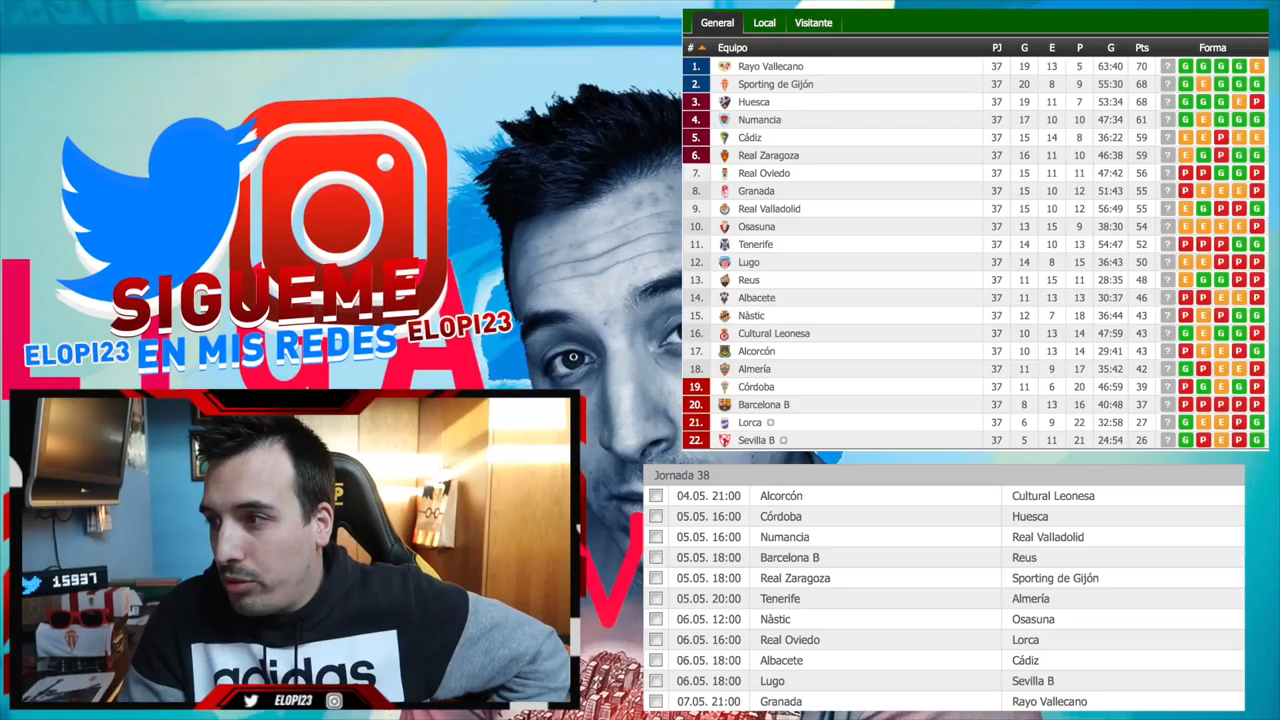 SIGUEME
ELOPI23 EN MIS REDES ELOPI23
15937
adidas
ELOPI23
General Local Visitante
# Equipo PJ G E P G Pts Forma
1. Rayo Vallecano 37 19 13 5 63:40 70 ? G G G G E
2. Sporting de Gijón 37 20 8 9 55:30 68 ? G E G G G
3. Huesca 37 19 11 7 53:34 68 ? G G G E P
4. Numancia 37 17 10 10 47:34 61 ? G E G G G
5. Cádiz 37 15 14 8 36:22 59 ? E E P E E
6. Real Zaragoza 37 16 11 10 46:38 59 ? E G P G G
7. Real Oviedo 37 15 11 11 47:42 56 ? P P G G P
8. Granada 37 15 10 12 51:43 55 ? P E E E P
9. Real Valladolid 37 15 10 12 56:49 55 ? E G P P G
10. Osasuna 37 13 15 9 38:30 54 ? E E E E P
11. Tenerife 37 14 10 13 54:47 52 ? P P P G G
12. Lugo 37 14 8 15 36:43 50 ? E E P P P
13. Reus 37 11 15 11 28:35 48 ? E G G P P
14. Albacete 37 11 13 13 30:37 46 ? P P E E P
15. Nàstic 37 12 7 18 36:44 43 ? G P P P P
16. Cultural Leonesa 37 10 13 14 47:59 43 ? G E G G P
17. Alcorcón 37 10 13 14 29:41 43 ? P E E P G
18. Almería 37 11 9 17 35:42 42 ? P E E G P
19. Córdoba 37 11 6 20 46:59 39 ? P G E G P
20. Barcelona B 37 8 13 16 40:48 37 ? P P P P P
21. Lorca 37 6 9 22 32:58 27 ? G E E P G
22. Sevilla B 37 5 11 21 24:54 26 ? G P E P G
Jornada 38
04.05. 21:00 Alcorcón Cultural Leonesa
05.05. 16:00 Córdoba Huesca
05.05. 16:00 Numancia Real Valladolid
05.05. 18:00 Barcelona B Reus
05.05. 18:00 Real Zaragoza Sporting de Gijón
05.05. 20:00 Tenerife Almería
06.05. 12:00 Nàstic Osasuna
06.05. 16:00 Real Oviedo Lorca
06.05. 18:00 Albacete Cádiz
06.05. 18:00 Lugo Sevilla B
07.05. 21:00 Granada Rayo Vallecano